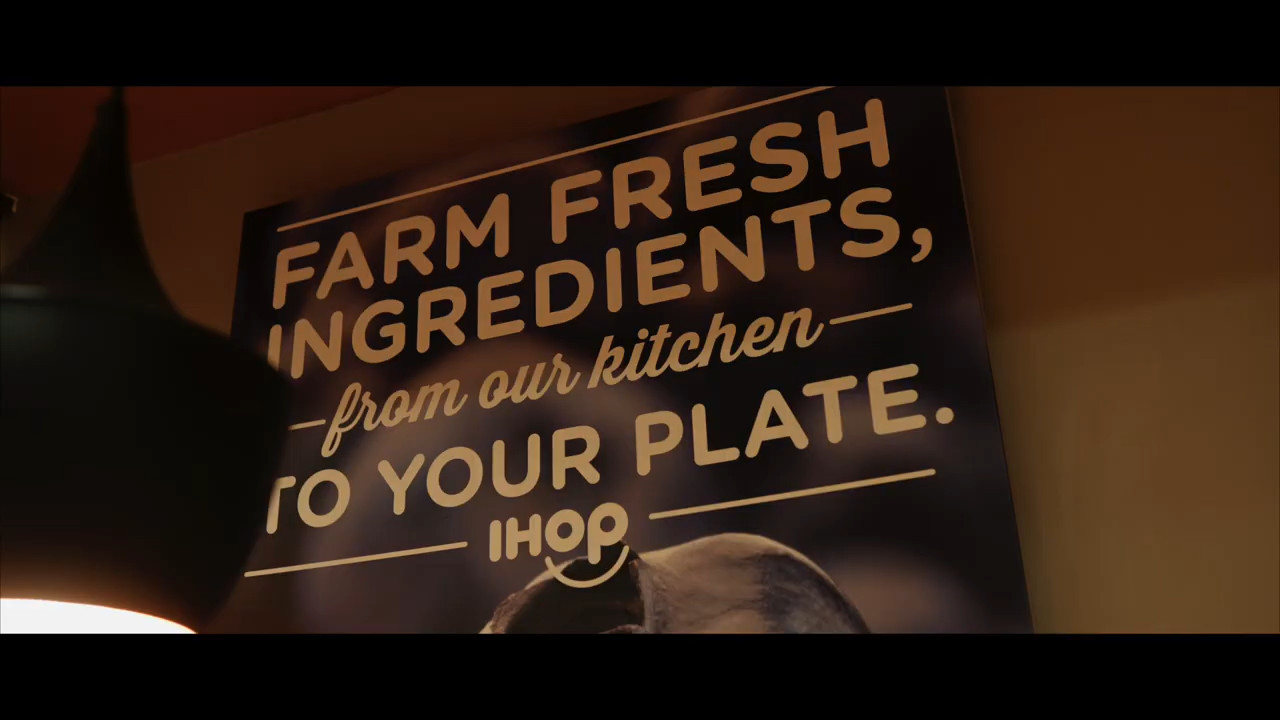 FARM FRESH
INGREDIENTS,
from our kitchen
TO YOUR PLATE.
IHOP